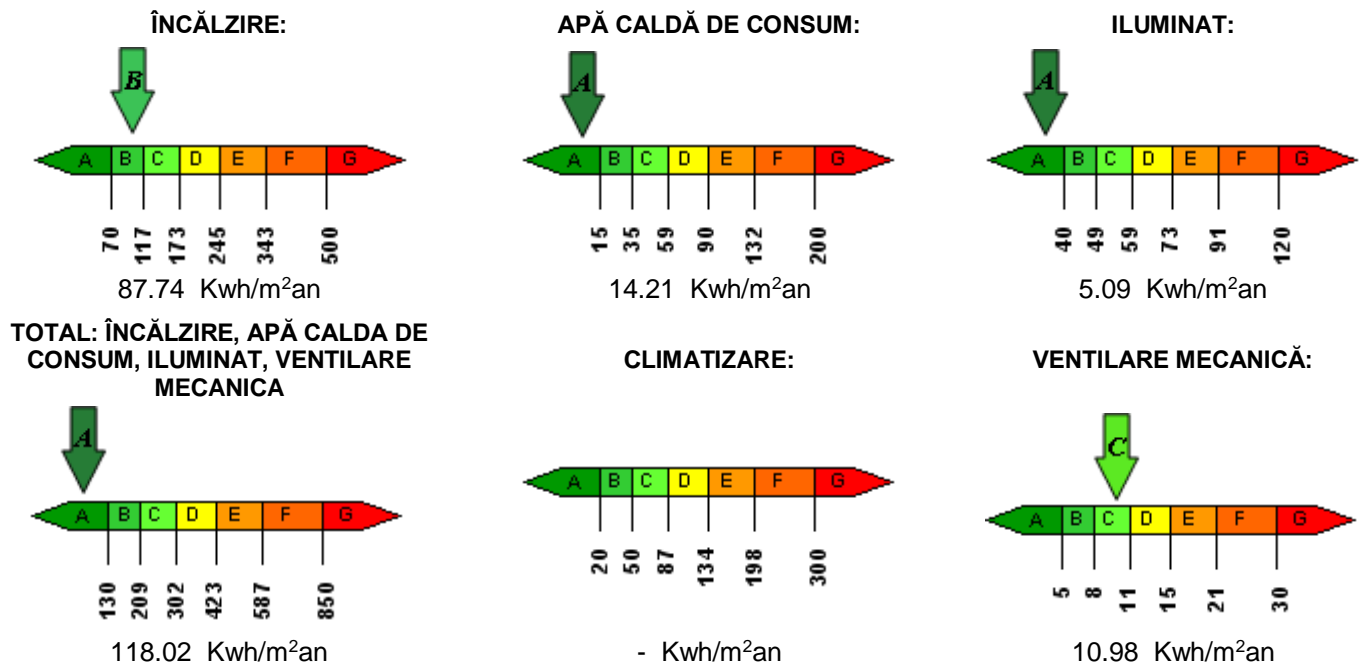 ÎNCĂLZIRE:
B
A B C D E F G
70 117 173 245 343 500
87.74 Kwh/m²an
APĂ CALDĂ DE CONSUM:
A
A B C D E F G
15 35 59 90 132 200
14.21 Kwh/m²an
ILUMINAT:
A
A B C D E F G
40 49 59 73 91 120
5.09 Kwh/m²an
TOTAL: ÎNCĂLZIRE, APĂ CALDA DE
CONSUM, ILUMINAT, VENTILARE
MECANICA
A
A B C D E F G
130 209 302 423 587 850
118.02 Kwh/m²an
CLIMATIZARE:
A B C D E F G
20 50 87 134 198 300
- Kwh/m²an
VENTILARE MECANICĂ:
C
A B C D E F G
5 8 11 15 21 30
10.98 Kwh/m²an